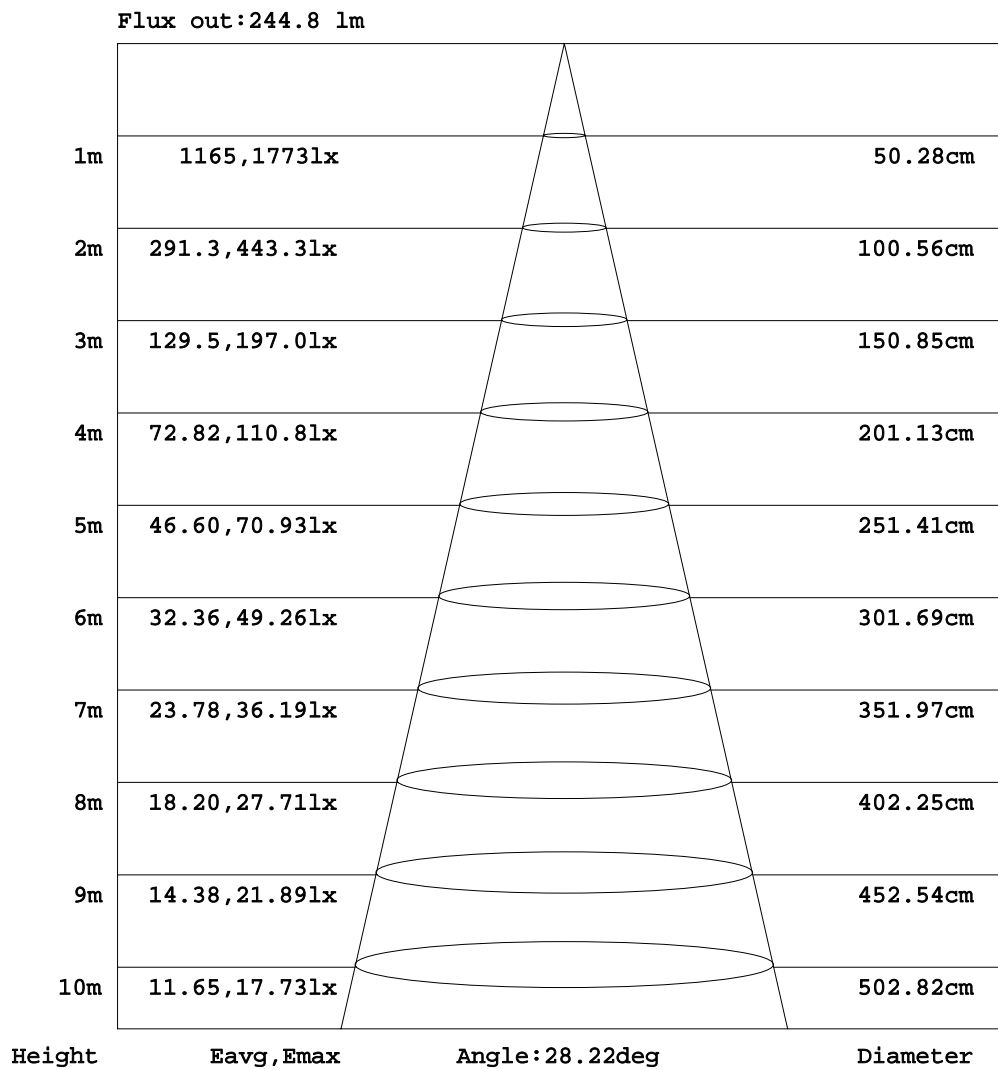 Flux out:244.8 lm
1m 1165,1773lx 50.28cm
2m 291.3,443.3lx 100.56cm
3m 129.5,197.0lx 150.85cm
4m 72.82,110.8lx 201.13cm
5m 46.60,70.93lx 251.41cm
6m 32.36,49.26lx 301.69cm
7m 23.78,36.19lx 351.97cm
8m 18.20,27.71lx 402.25cm
9m 14.38,21.89lx 452.54cm
10m 11.65,17.73lx 502.82cm
Height Eavg,Emax Angle:28.22deg Diameter